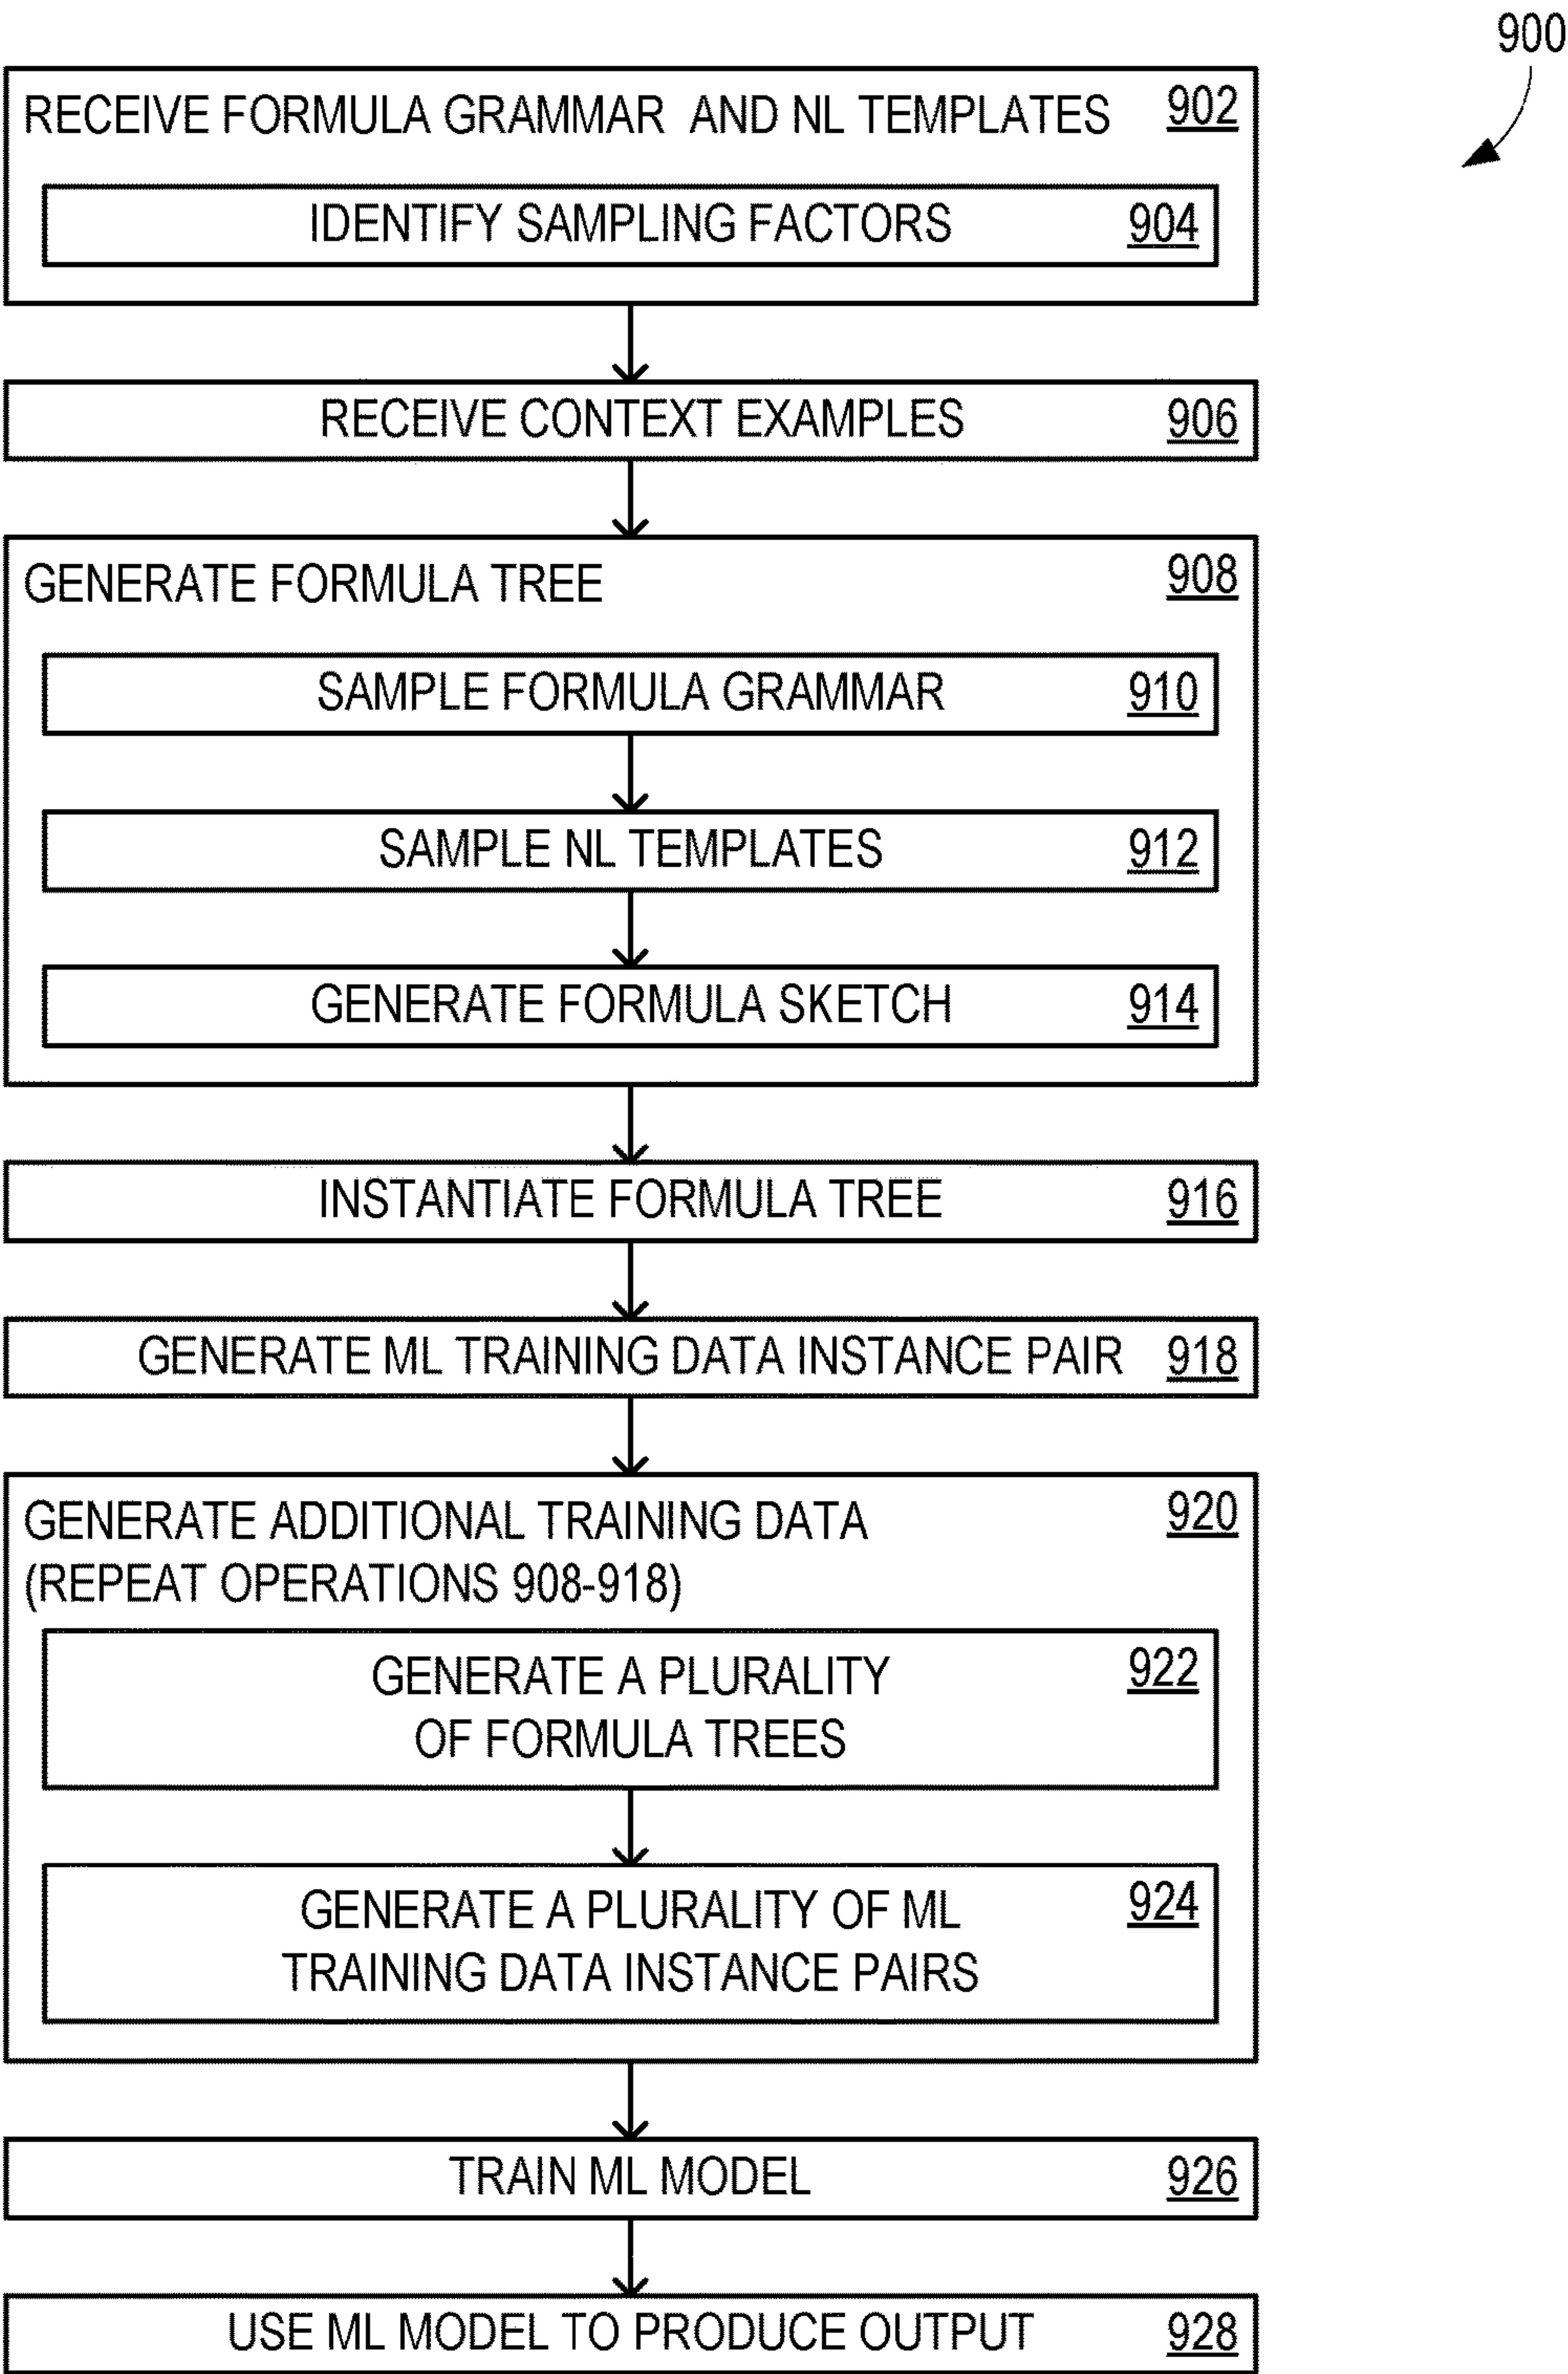 900
RECEIVE FORMULA GRAMMAR AND NL TEMPLATES 902
IDENTIFY SAMPLING FACTORS 904
RECEIVE CONTEXT EXAMPLES 906
GENERATE FORMULA TREE 908
SAMPLE FORMULA GRAMMAR 910
SAMPLE NL TEMPLATES 912
GENERATE FORMULA SKETCH 914
INSTANTIATE FORMULA TREE 916
GENERATE ML TRAINING DATA INSTANCE PAIR 918
GENERATE ADDITIONAL TRAINING DATA 920
(REPEAT OPERATIONS 908-918)
GENERATE A PLURALITY 922
OF FORMULA TREES
GENERATE A PLURALITY OF ML 924
TRAINING DATA INSTANCE PAIRS
TRAIN ML MODEL 926
USE ML MODEL TO PRODUCE OUTPUT 928